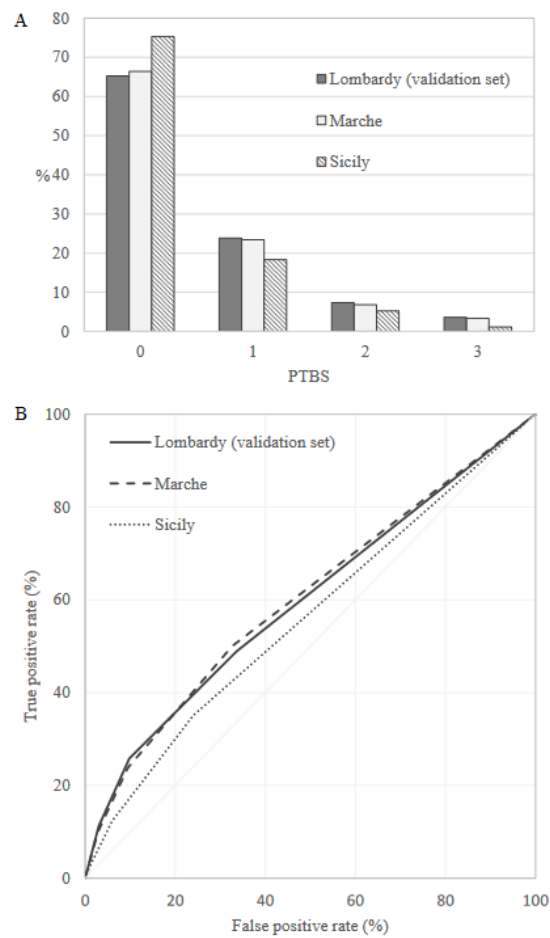 A
80
70
60
50
%40
30
20
10
0
Lombardy (validation set)
Marche
Sicily
0 1 2 3
PTBS
B
100
80
60
40
20
0
True positive rate (%)
Lombardy (validation set)
Marche
Sicily
0 20 40 60 80 100
False positive rate (%)